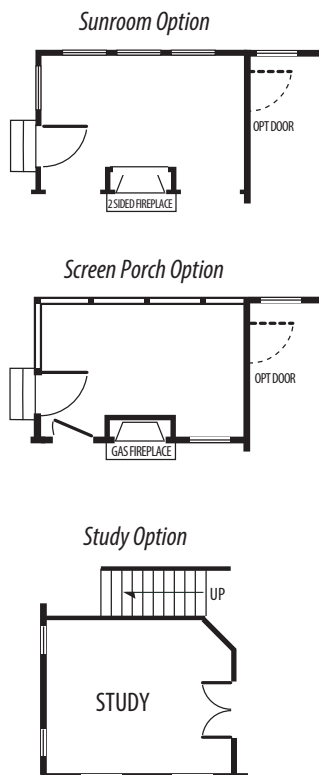 Sunroom Option
OPT DOOR
2 SIDED FIREPLACE
Screen Porch Option
OPT DOOR
GAS FIREPLACE
Study Option
UP
STUDY